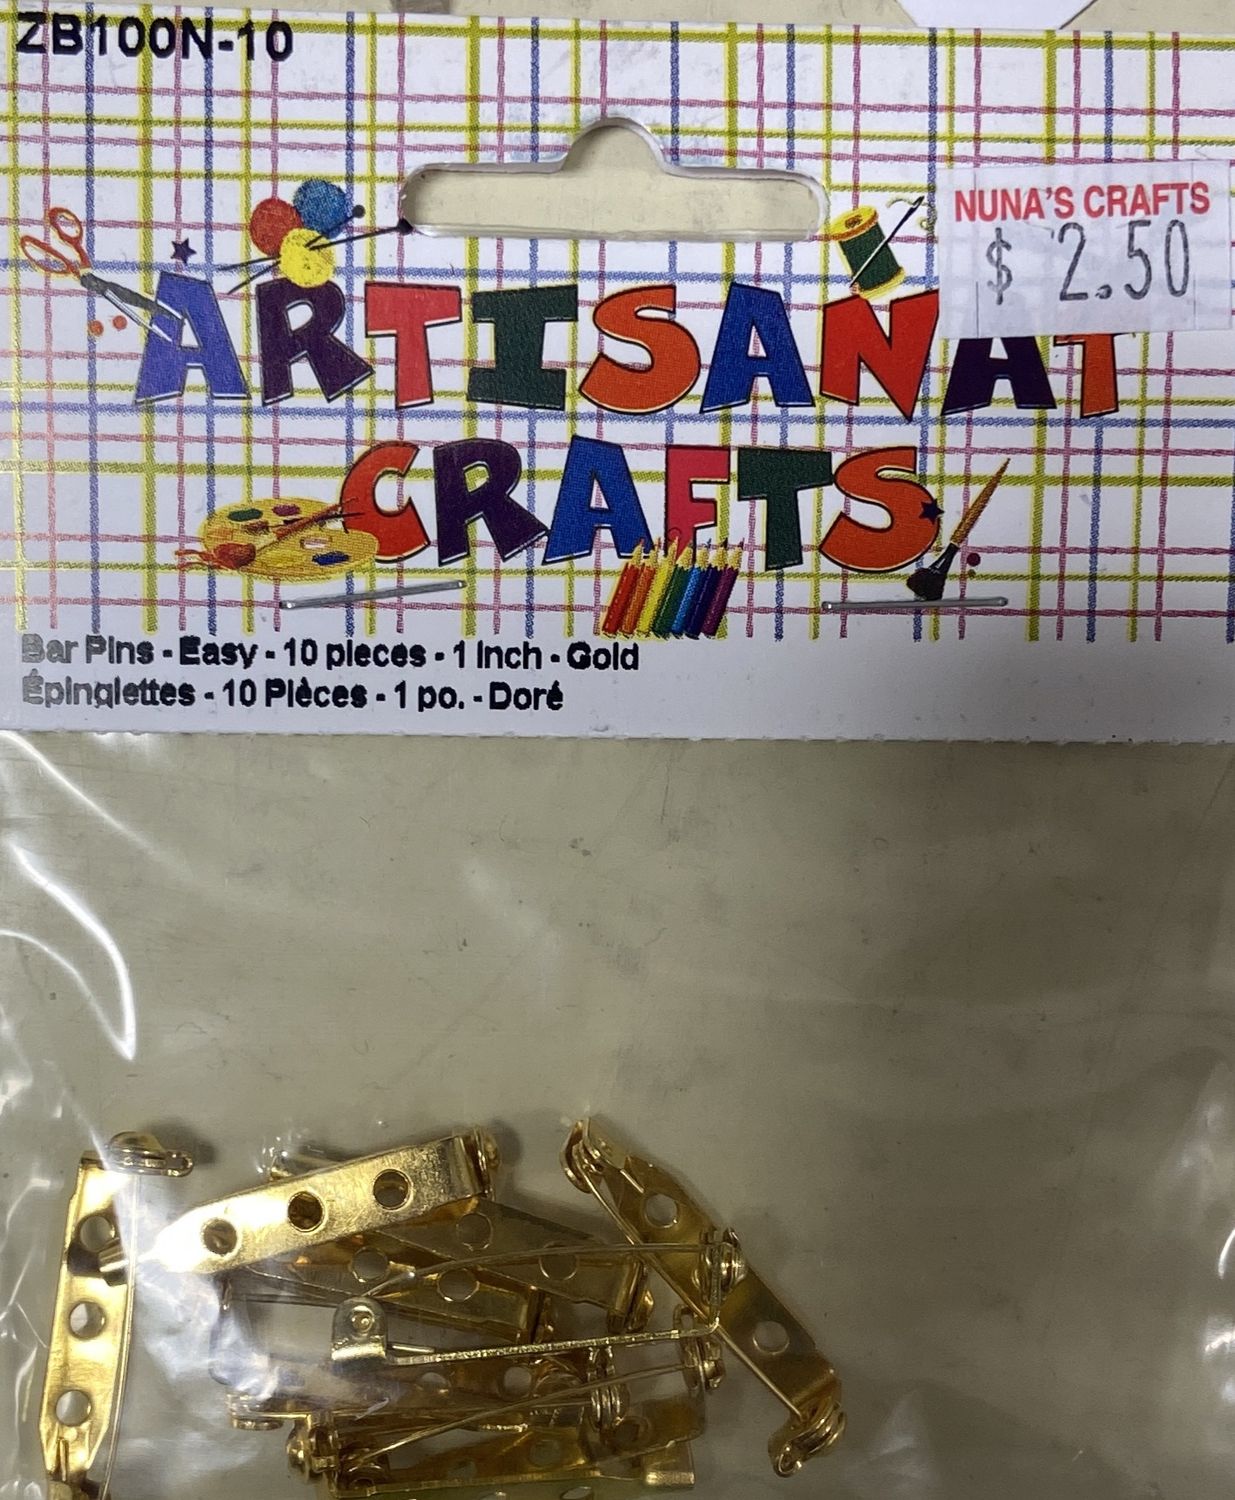 ZB100N-10
NUNA'S CRAFTS
$ 2.50
ARTISANAT
CRAFTS
Bar Pins - Easy - 10 pieces - 1 Inch - Gold
Épinglettes - 10 Pièces - 1 po. - Doré